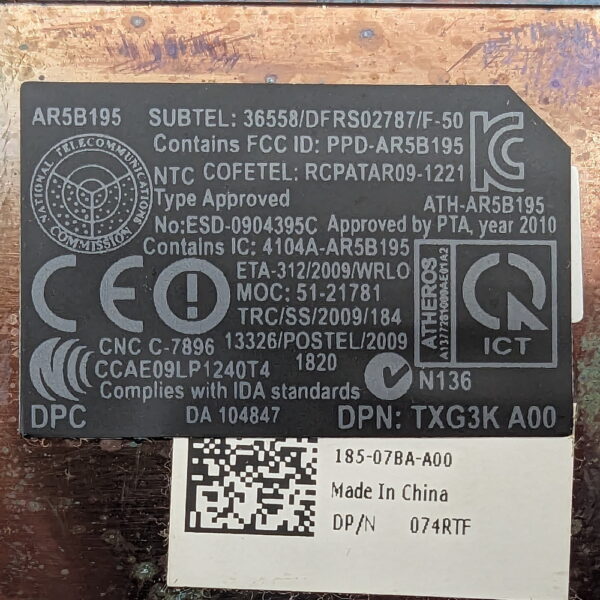 AR5B195
SUBTEL: 36558/DFRS02787/F-50
Contains FCC ID: PPD-AR5B195
NATIONAL TELECOMMUNICATIONS COMMISSION
NTC COFETEL: RCPATAR09-1221
Type Approved
ATH-AR5B195
No:ESD-0904395C Approved by PTA, year 2010
Contains IC: 4104A-AR5B195
ETA-312/2009/WRLO
MOC: 51-21781
TRC/SS/2009/184
ATHEROS
ICT
CNC C-7896 13326/POSTEL/2009
CCAE09LP1240T4 1820
N136
Complies with IDA standards
DPC DA 104847 DPN: TXG3K A00
185-07BA-A00
Made In China
DP/N 074RTF